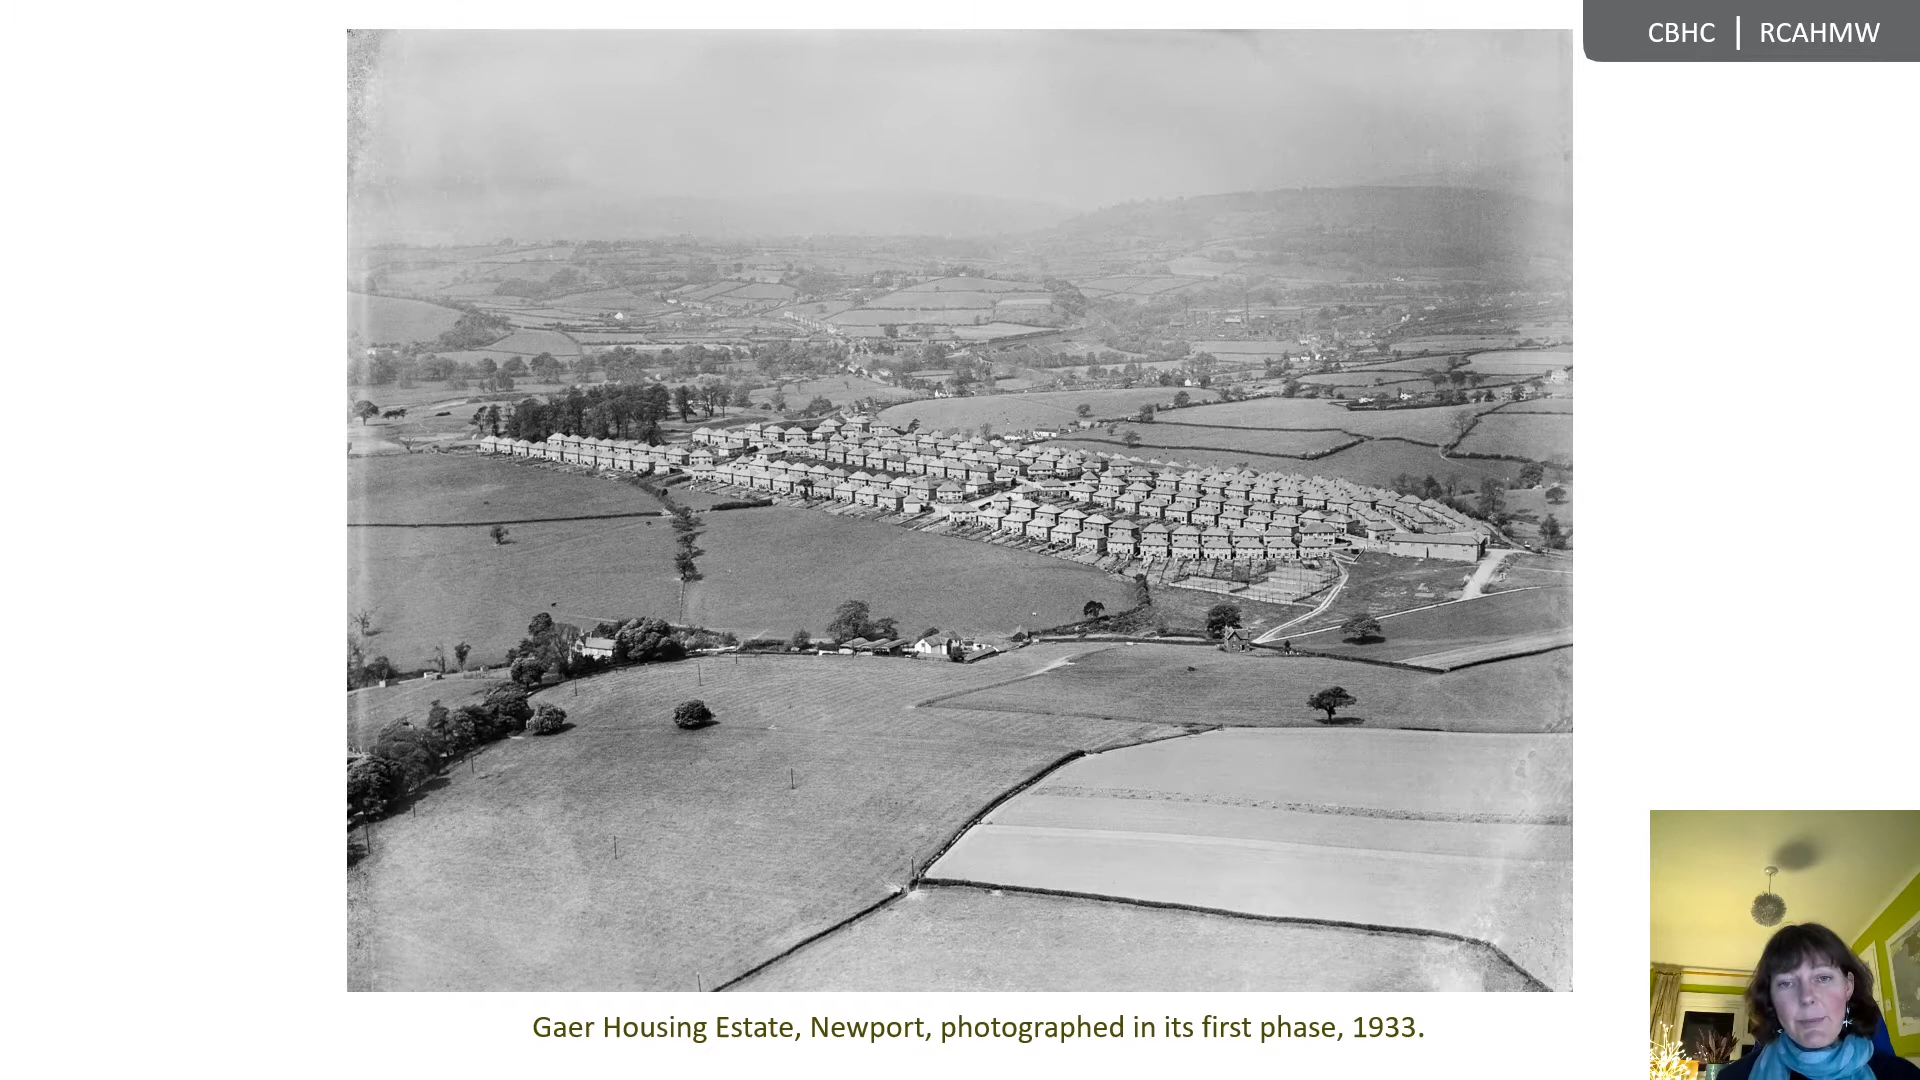 CBHC | RCAHMW
Gaer Housing Estate, Newport, photographed in its first phase, 1933.